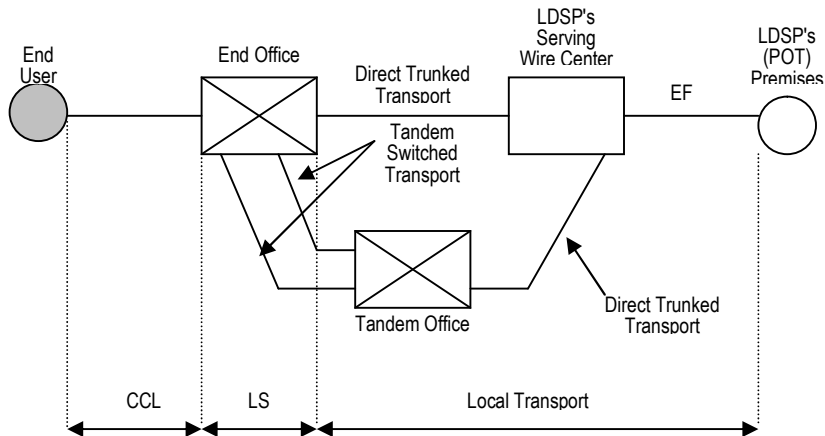 End
User
End Office
Direct Trunked
Transport
LDSP's
Serving
Wire Center
EF
LDSP's
(POT)
Premises
Tandem
Switched
Transport
Tandem Office
Direct Trunked
Transport
CCL
LS
Local Transport